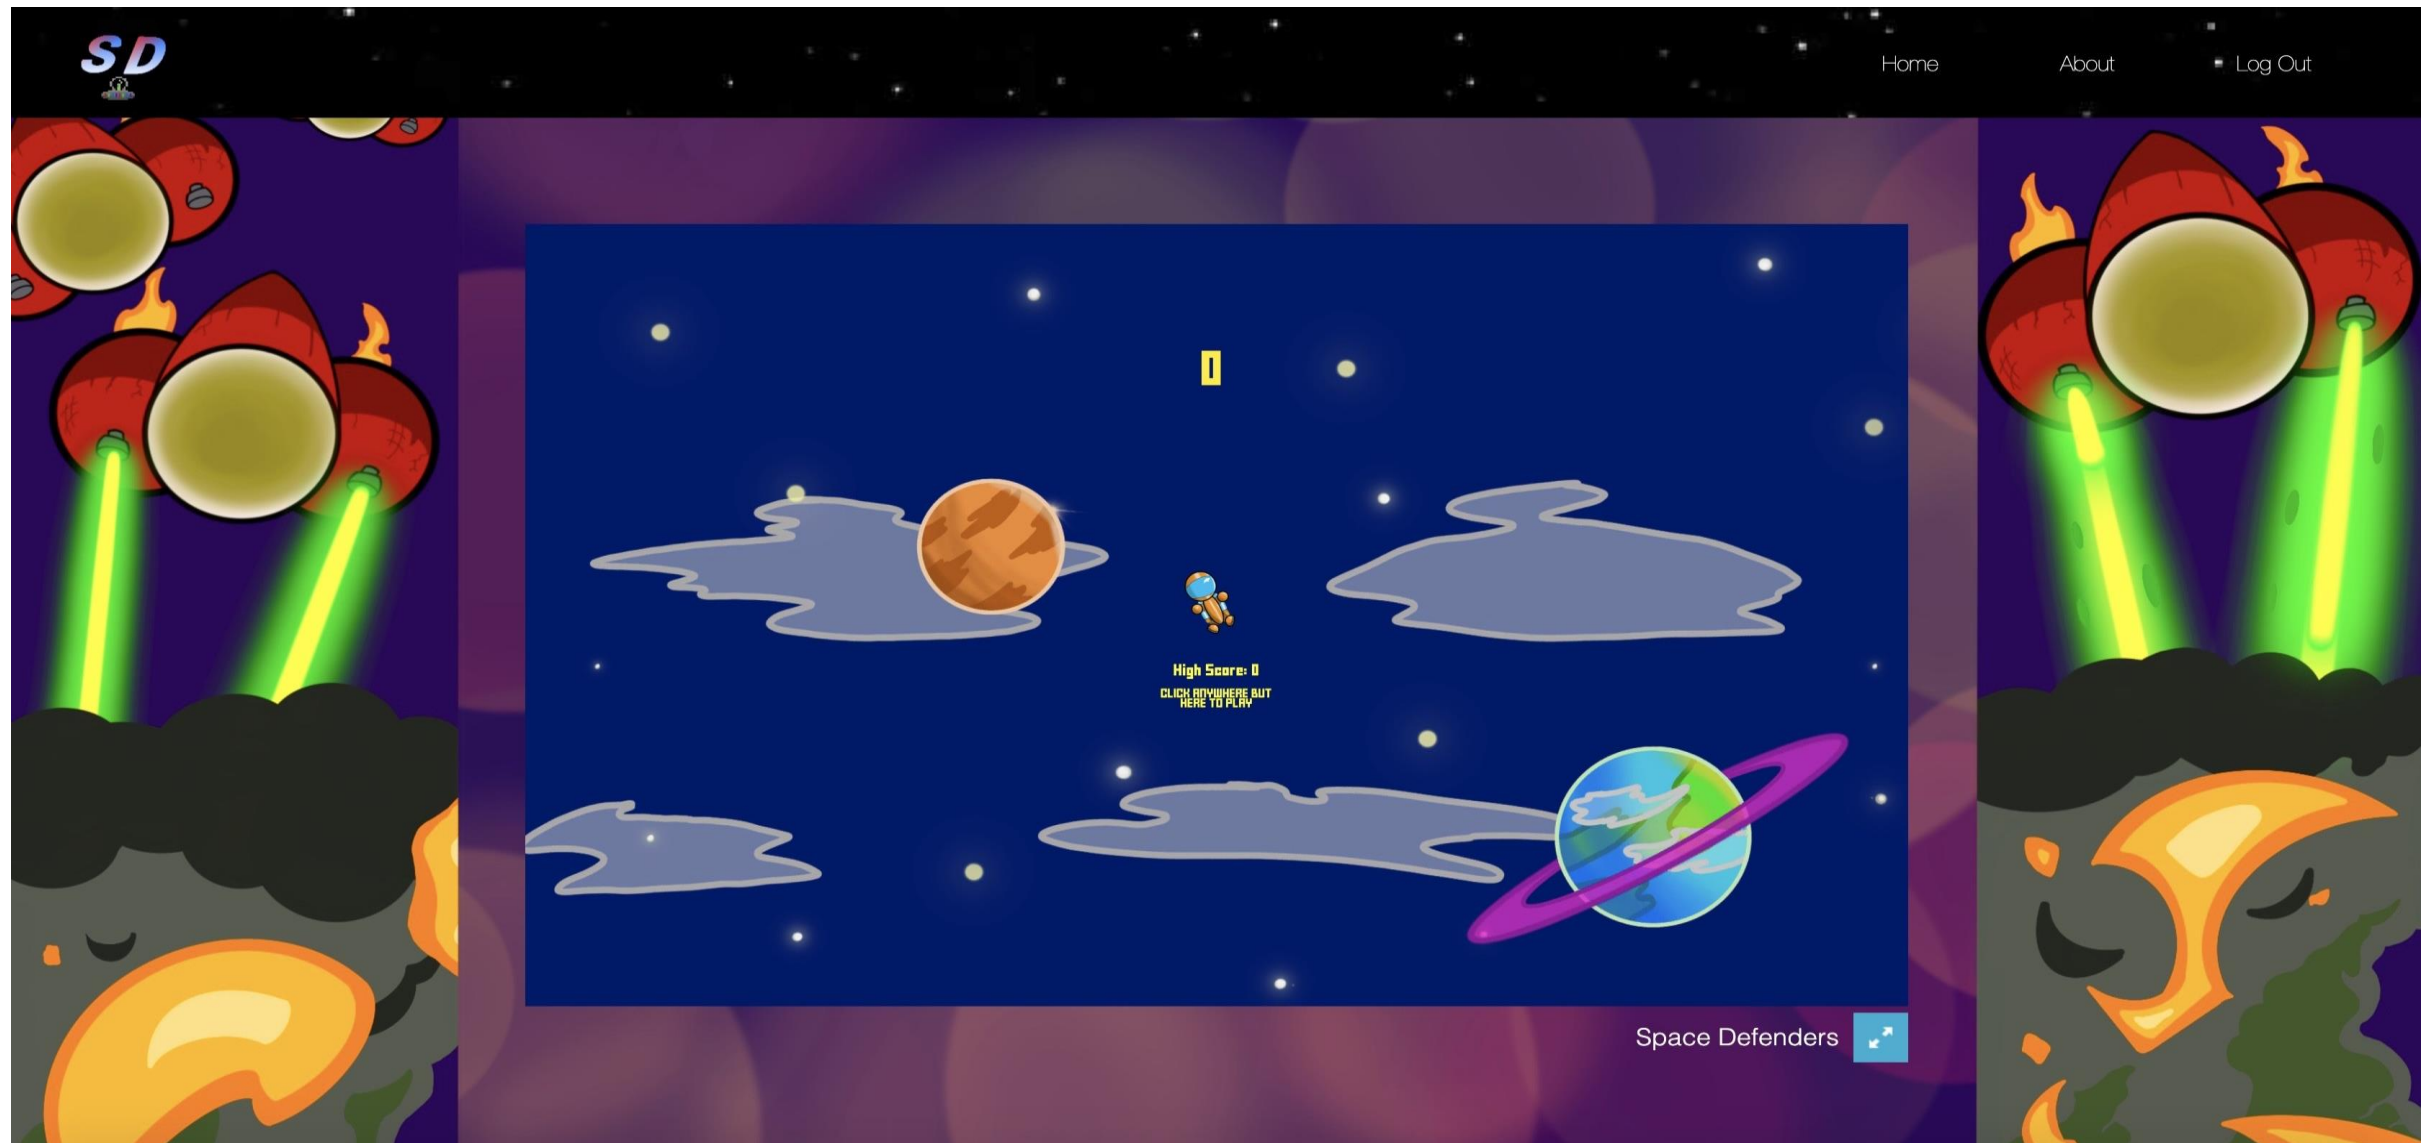 SD
Home
About
Log Out
0
High Score: 0
CLICK ANYWHERE BUT
HERE TO PLAY
Space Defenders